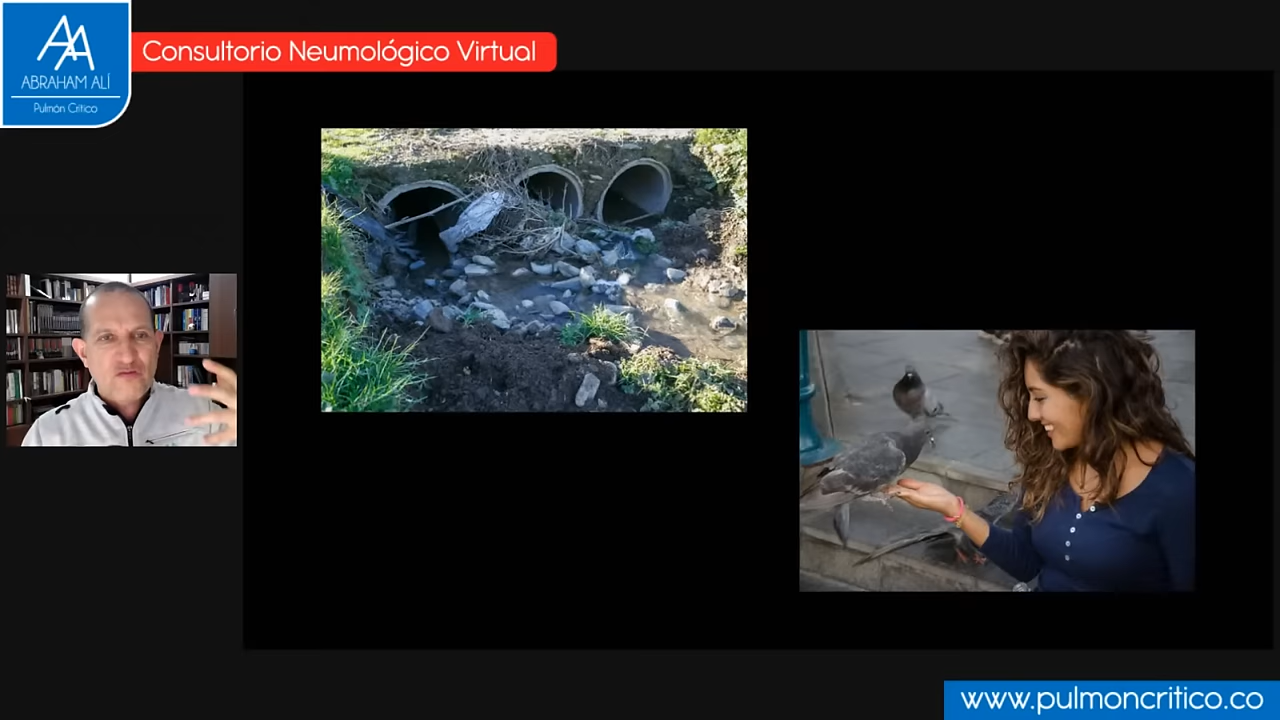 AA
ABRAHAM ALÍ
Pulmón Crítico
Consultorio Neumológico Virtual
www.pulmoncritico.co